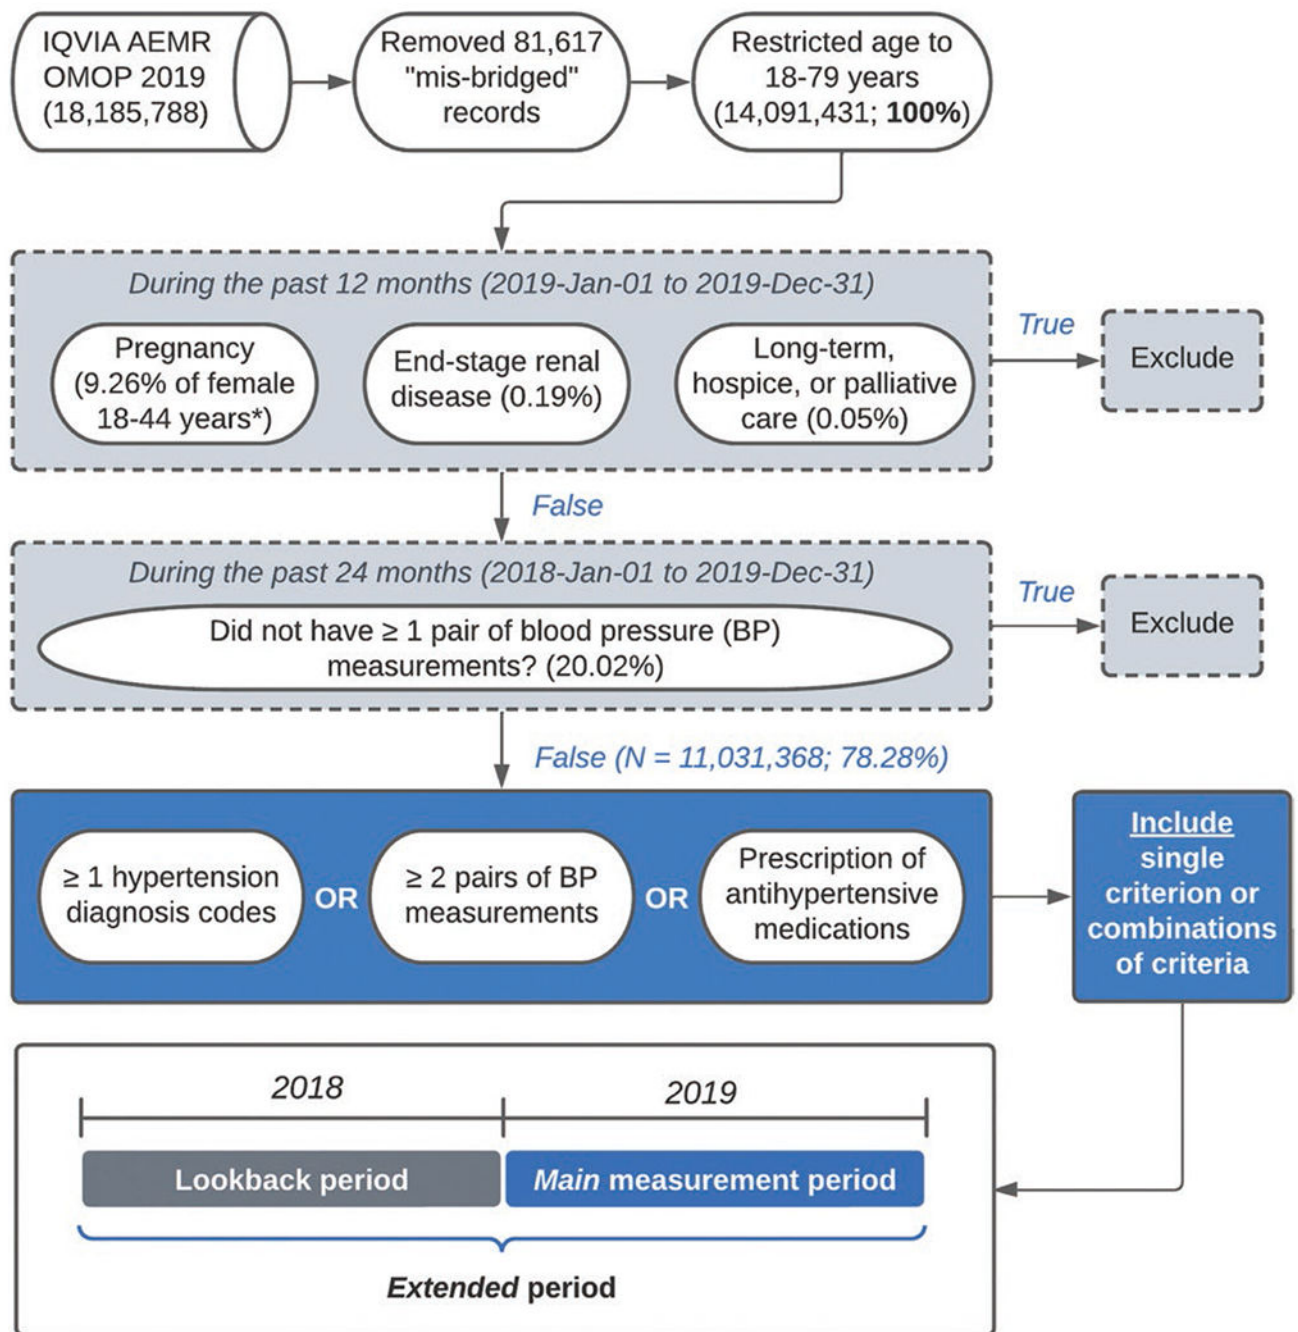 IQVIA AEMR
OMOP 2019
(18,185,788)
Removed 81,617
"mis-bridged"
records
Restricted age to
18-79 years
(14,091,431; 100%)
During the past 12 months (2019-Jan-01 to 2019-Dec-31)
Pregnancy
(9.26% of female
18-44 years*)
End-stage renal
disease (0.19%)
Long-term,
hospice, or palliative
care (0.05%)
True
Exclude
False
During the past 24 months (2018-Jan-01 to 2019-Dec-31)
Did not have ≥ 1 pair of blood pressure (BP)
measurements? (20.02%)
True
Exclude
False (N = 11,031,368; 78.28%)
≥ 1 hypertension
diagnosis codes
OR
≥ 2 pairs of BP
measurements
OR
Prescription of
antihypertensive
medications
Include
single
criterion or
combinations
of criteria
2018
2019
Lookback period
Main measurement period
Extended period